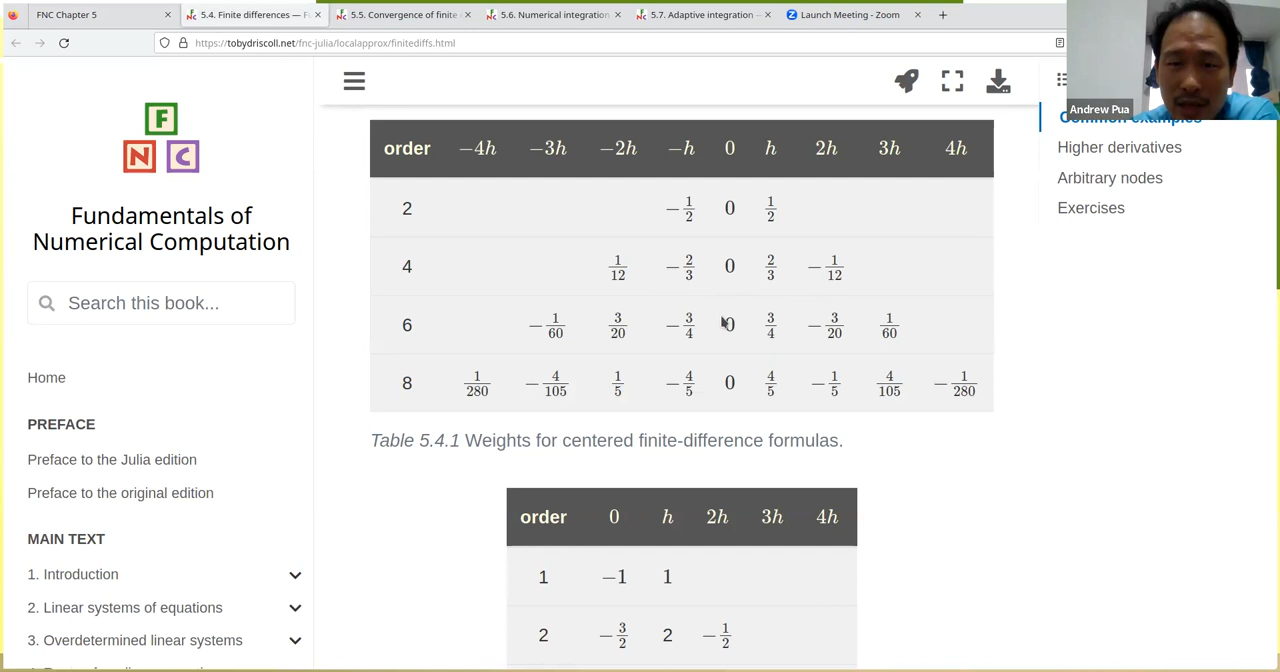 FNC Chapter 5
5.4. Finite differences — F
5.5. Convergence of finite
5.6. Numerical integration
5.7. Adaptive integration —
Launch Meeting - Zoom
https://tobydriscoll.net/fnc-julia/localapprox/finitediffs.html
Andrew Pua
F
N C
Fundamentals of
Numerical Computation
Search this book...
Home
PREFACE
Preface to the Julia edition
Preface to the original edition
MAIN TEXT
1. Introduction
2. Linear systems of equations
3. Overdetermined linear systems
order −4h −3h −2h −h 0 h 2h 3h 4h
2 −1/2 0 1/2
4 1/12 −2/3 0 2/3 −1/12
6 −1/60 3/20 −3/4 0 3/4 −3/20 1/60
8 1/280 −4/105 1/5 −4/5 0 4/5 −1/5 4/105 −1/280
Table 5.4.1 Weights for centered finite-difference formulas.
order 0 h 2h 3h 4h
1 −1 1
2 −3/2 2 −1/2
Common examples
Higher derivatives
Arbitrary nodes
Exercises